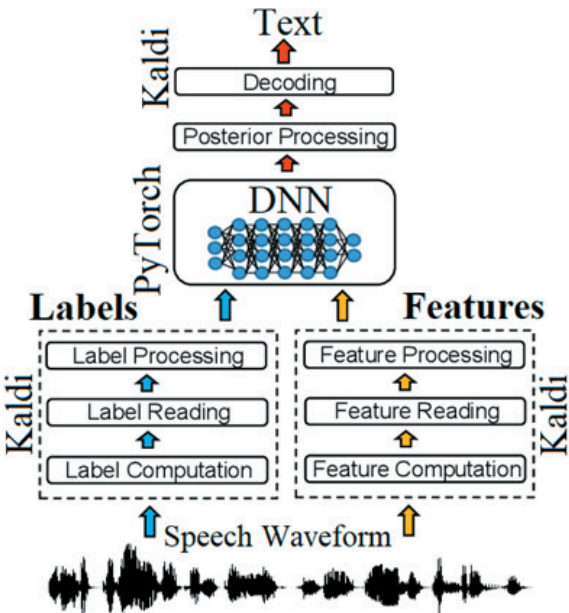 Text
Kaldi
Decoding
Posterior Processing
PyTorch
DNN
Labels
Features
Kaldi
Label Processing
Label Reading
Label Computation
Feature Processing
Feature Reading
Feature Computation
Kaldi
Speech Waveform